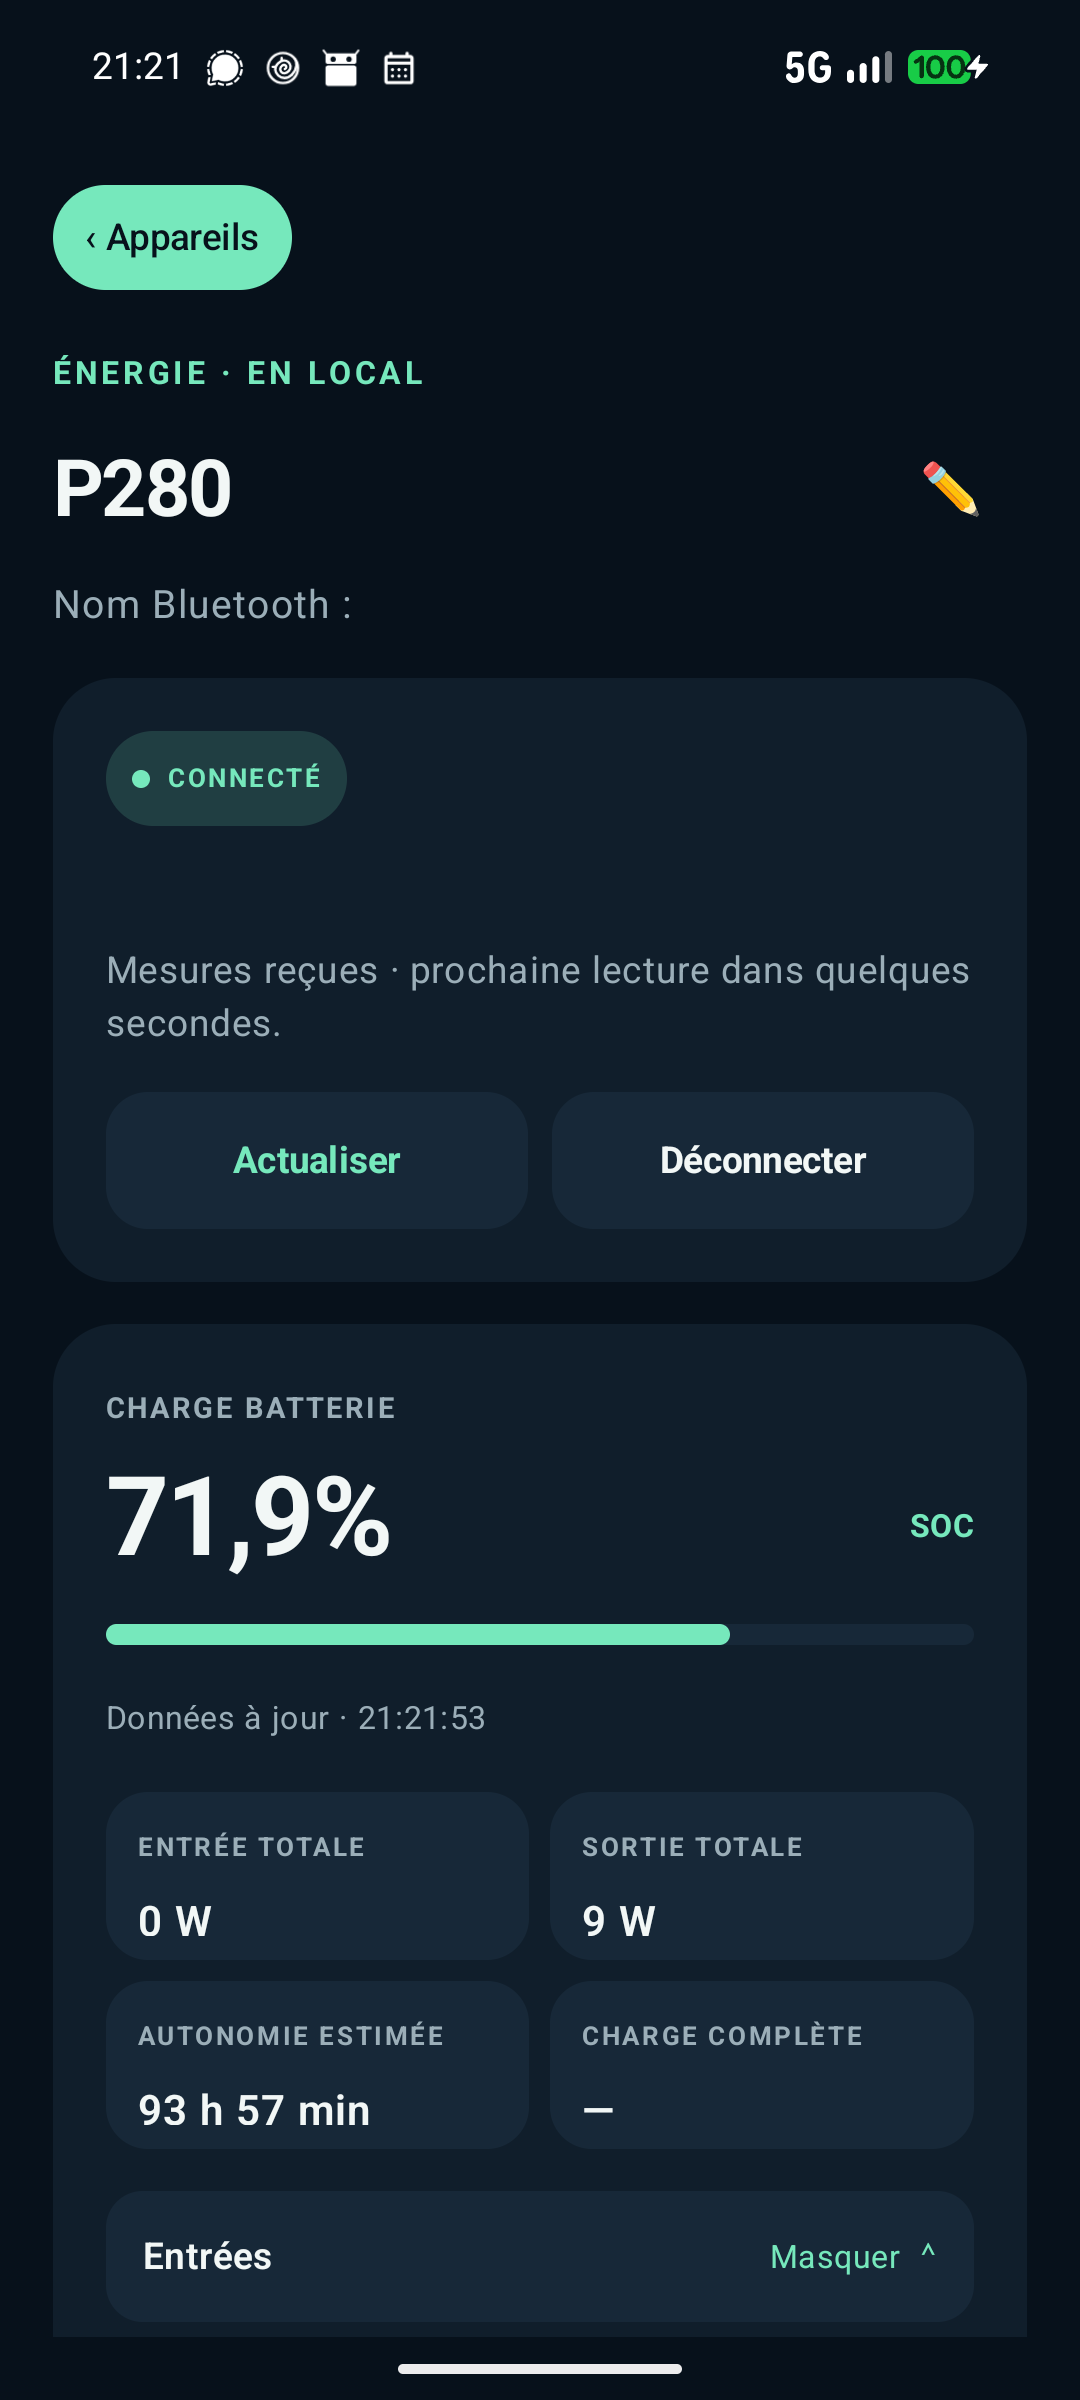 21:21
5G
100
‹ Appareils
ÉNERGIE · EN LOCAL
P280
Nom Bluetooth :
CONNECTÉ
Mesures reçues · prochaine lecture dans quelques
secondes.
Actualiser
Déconnecter
CHARGE BATTERIE
71,9%
SOC
Données à jour · 21:21:53
ENTRÉE TOTALE
0 W
SORTIE TOTALE
9 W
AUTONOMIE ESTIMÉE
93 h 57 min
CHARGE COMPLÈTE
—
Entrées
Masquer ^